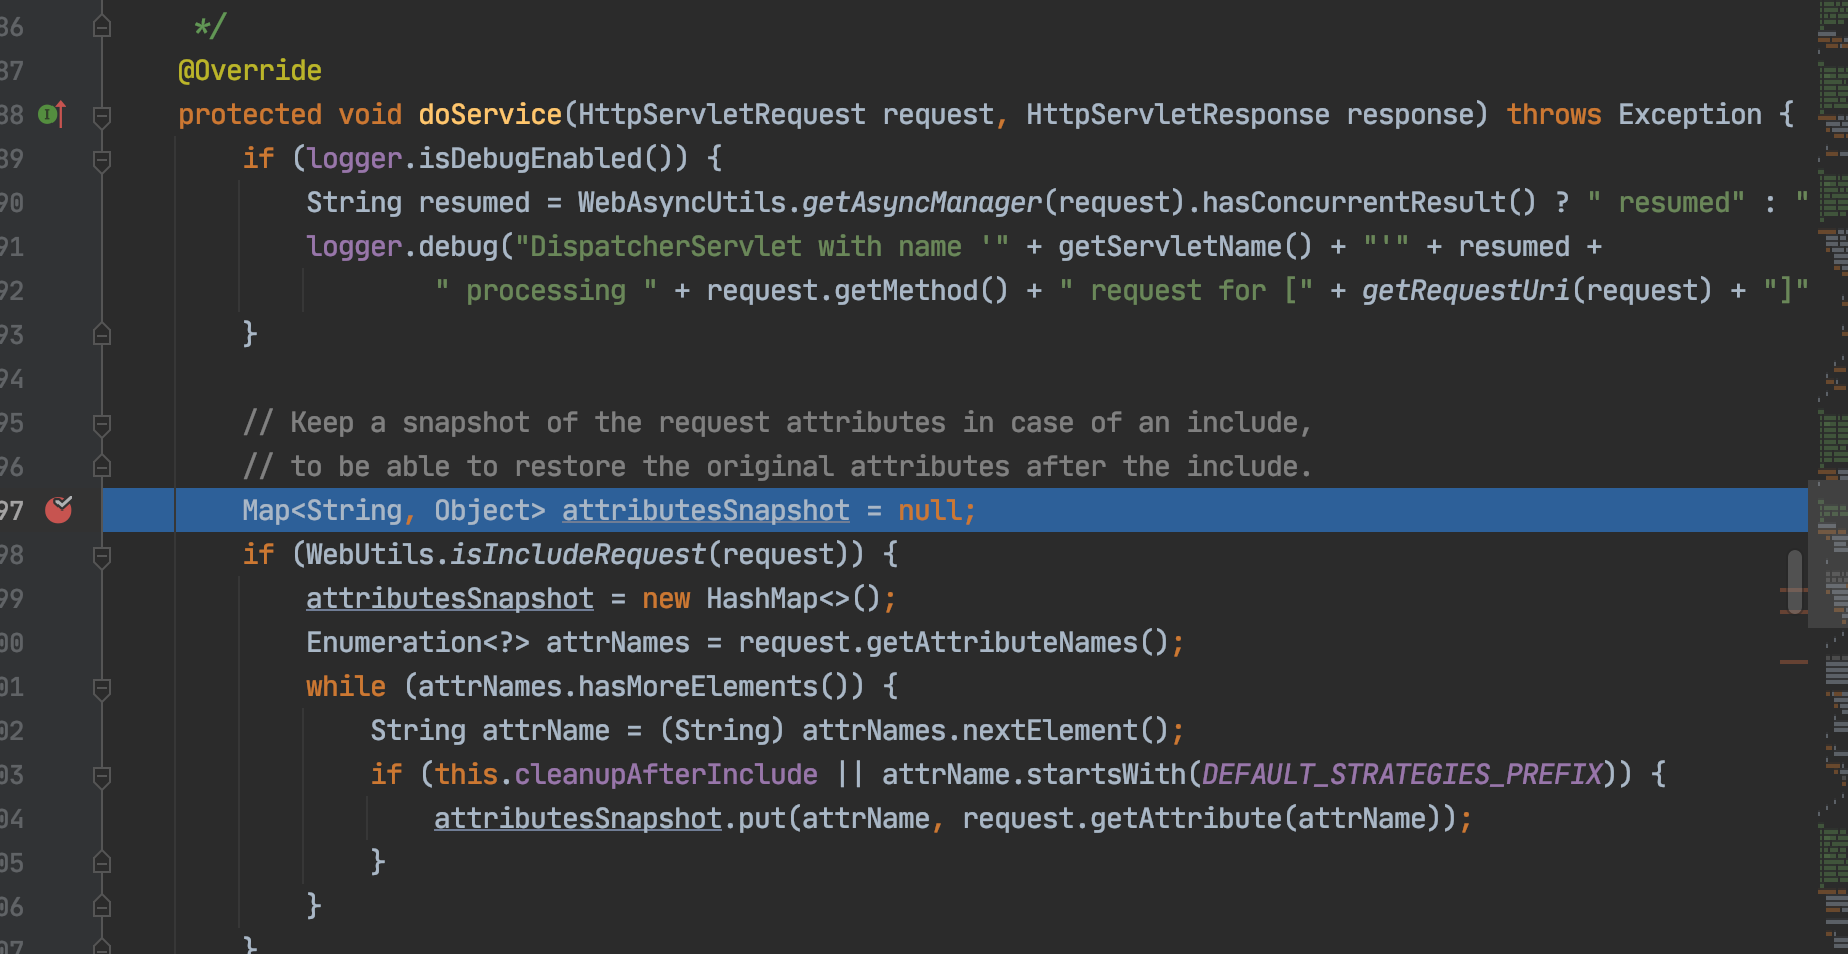 86 */
87 @Override
88 protected void doService(HttpServletRequest request, HttpServletResponse response) throws Exception {
89 if (logger.isDebugEnabled()) {
90 String resumed = WebAsyncUtils.getAsyncManager(request).hasConcurrentResult() ? " resumed" : "
91 logger.debug("DispatcherServlet with name '" + getServletName() + "'" + resumed +
92 " processing " + request.getMethod() + " request for [" + getRequestUri(request) + "]"
93 }
94
95 // Keep a snapshot of the request attributes in case of an include,
96 // to be able to restore the original attributes after the include.
97 Map<String, Object> attributesSnapshot = null;
98 if (WebUtils.isIncludeRequest(request)) {
99 attributesSnapshot = new HashMap<>();
00 Enumeration<?> attrNames = request.getAttributeNames();
01 while (attrNames.hasMoreElements()) {
02 String attrName = (String) attrNames.nextElement();
03 if (this.cleanupAfterInclude || attrName.startsWith(DEFAULT_STRATEGIES_PREFIX)) {
04 attributesSnapshot.put(attrName, request.getAttribute(attrName));
05 }
06 }
07 }